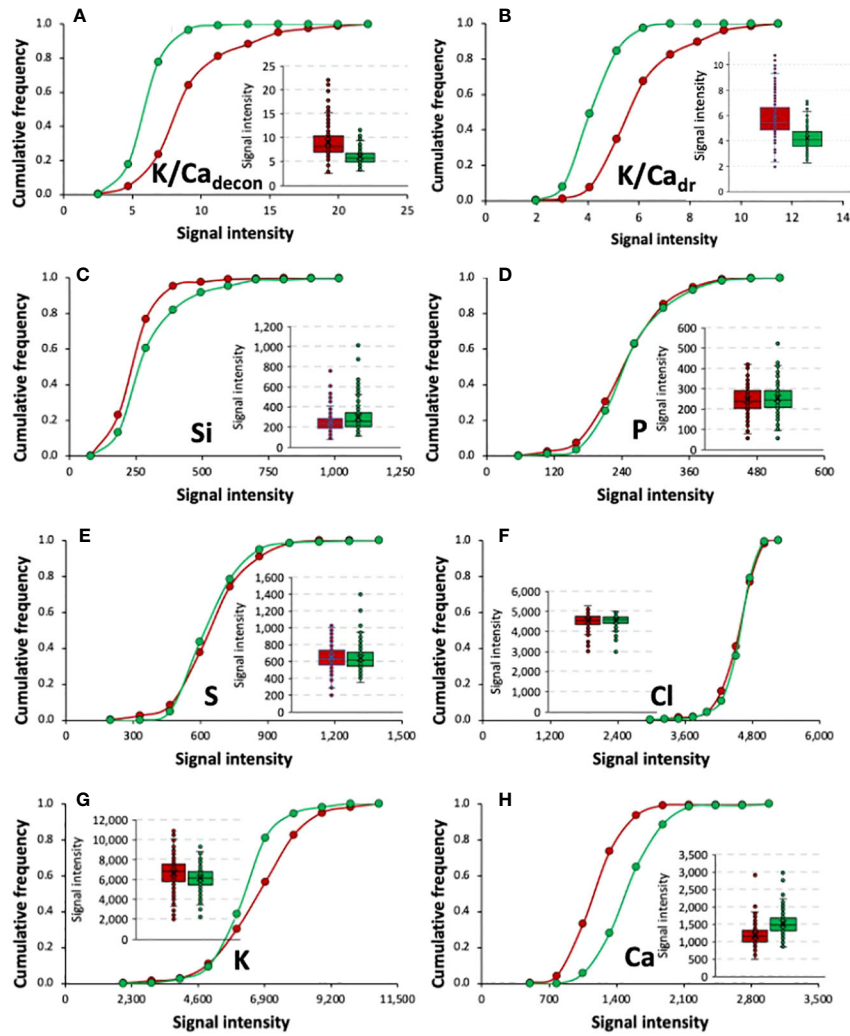 A
Cumulative frequency
1.0
0.8
0.6
0.4
0.2
0.0
0 5 10 15 20 25
Signal intensity
K/Cadecon
Signal intensity
25
20
15
10
5
0
B
Cumulative frequency
1.0
0.8
0.6
0.4
0.2
0.0
0 2 4 6 8 10 12 14
Signal intensity
K/Cadr
Signal intensity
10
8
6
4
2
0
C
Cumulative frequency
1.0
0.8
0.6
0.4
0.2
0.0
0 250 500 750 1,000 1,250
Signal intensity
Si
Signal intensity
1,200
1,000
800
600
400
200
0
D
Cumulative frequency
1.0
0.8
0.6
0.4
0.2
0.0
0 120 240 360 480 600
Signal intensity
P
Signal intensity
600
500
400
300
200
100
0
E
Cumulative frequency
1.0
0.8
0.6
0.4
0.2
0.0
0 300 600 900 1,200 1,500
Signal intensity
S
Signal intensity
1,600
1,400
1,200
1,000
800
600
400
200
0
F
Cumulative frequency
1.0
0.8
0.6
0.4
0.2
0.0
0 1,200 2,400 3,600 4,800 6,000
Signal intensity
Cl
Signal intensity
6,000
5,000
4,000
3,000
2,000
1,000
0
G
Cumulative frequency
1.0
0.8
0.6
0.4
0.2
0.0
0 2,300 4,600 6,900 9,200 11,500
Signal intensity
K
Signal intensity
12,000
10,000
8,000
6,000
4,000
2,000
0
H
Cumulative frequency
1.0
0.8
0.6
0.4
0.2
0.0
0 700 1,400 2,100 2,800 3,500
Signal intensity
Ca
Signal intensity
3,500
3,000
2,500
2,000
1,500
1,000
500
0